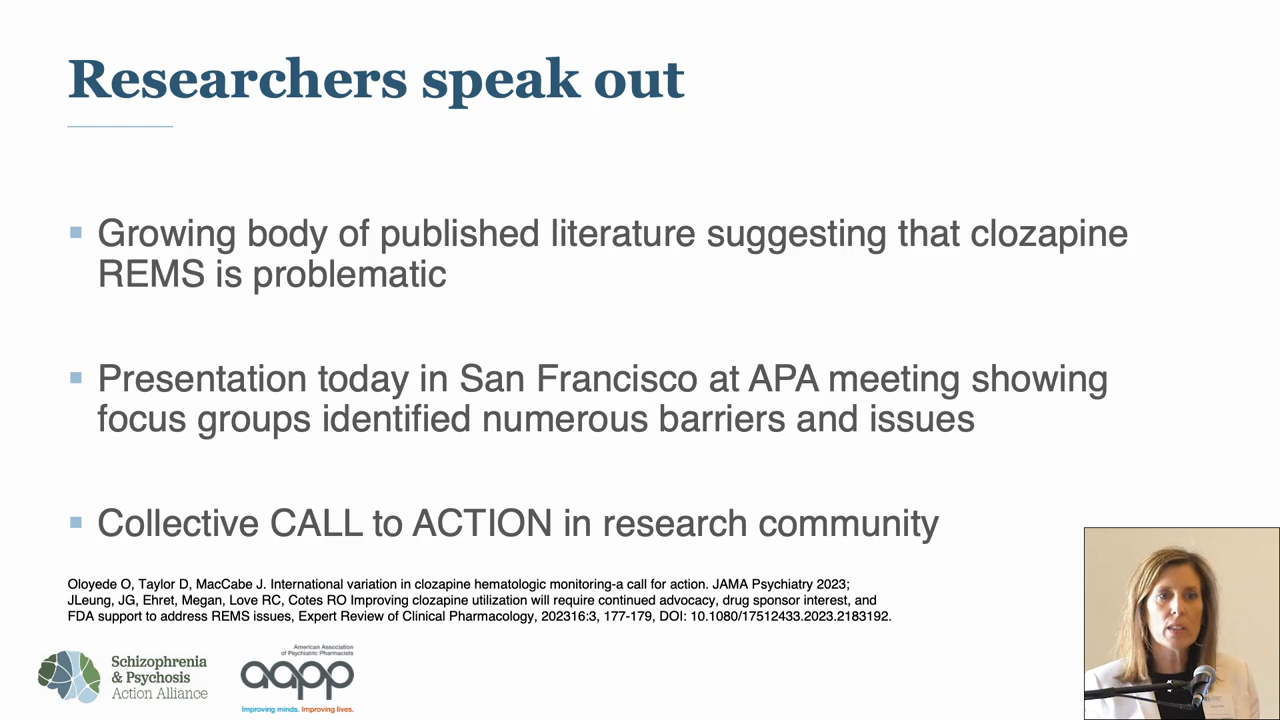 Researchers speak out
Growing body of published literature suggesting that clozapine
REMS is problematic
Presentation today in San Francisco at APA meeting showing
focus groups identified numerous barriers and issues
Collective CALL to ACTION in research community
Oloyede O, Taylor D, MacCabe J. International variation in clozapine hematologic monitoring-a call for action. JAMA Psychiatry 2023;
JLeung, JG, Ehret, Megan, Love RC, Cotes RO Improving clozapine utilization will require continued advocacy, drug sponsor interest, and
FDA support to address REMS issues, Expert Review of Clinical Pharmacology, 202316:3, 177-179, DOI: 10.1080/17512433.2023.2183192.
Schizophrenia
& Psychosis
Action Alliance
American Association
of Psychiatric Pharmacists
aapp
Improving minds. Improving lives.